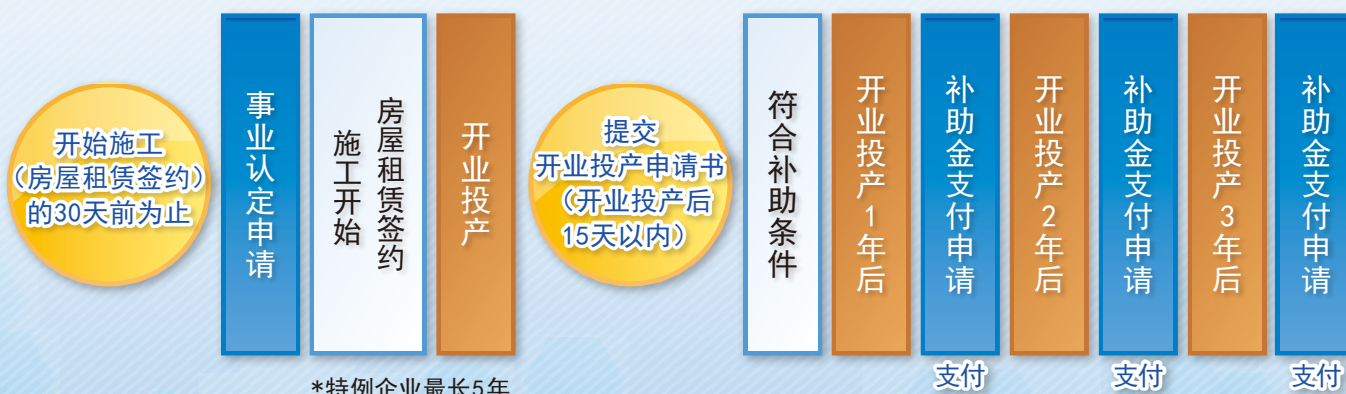 开始施工
（房屋租赁签约）
的30天前为止
事业认定申请
房屋租赁签约
施工开始
开业投产
提交
开业投产申请书
（开业投产后
15天以内）
符合补助条件
开业投产1年后
补助金支付申请
开业投产2年后
补助金支付申请
开业投产3年后
补助金支付申请
支付
支付
支付
*特例企业最长5年